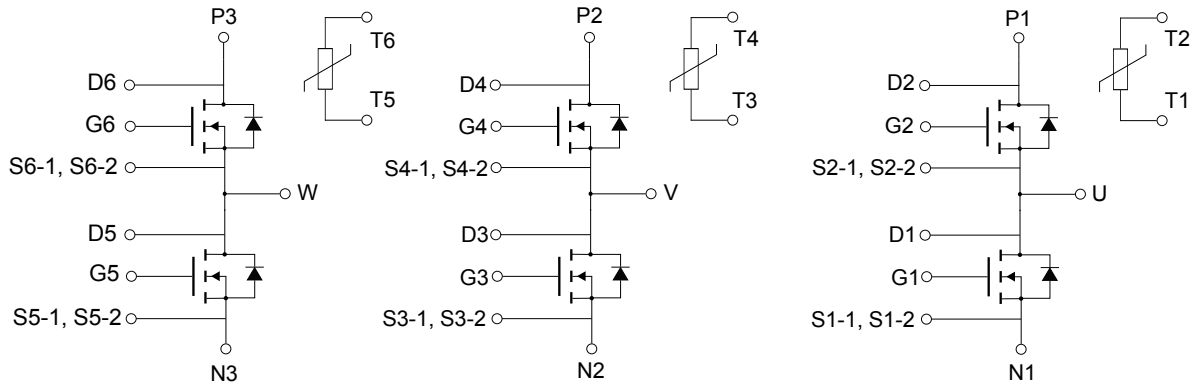 P3
T6
D6
T5
G6
S6-1, S6-2
W
D5
G5
S5-1, S5-2
N3
P2
T4
D4
T3
G4
S4-1, S4-2
V
D3
G3
S3-1, S3-2
N2
P1
T2
D2
T1
G2
S2-1, S2-2
U
D1
G1
S1-1, S1-2
N1